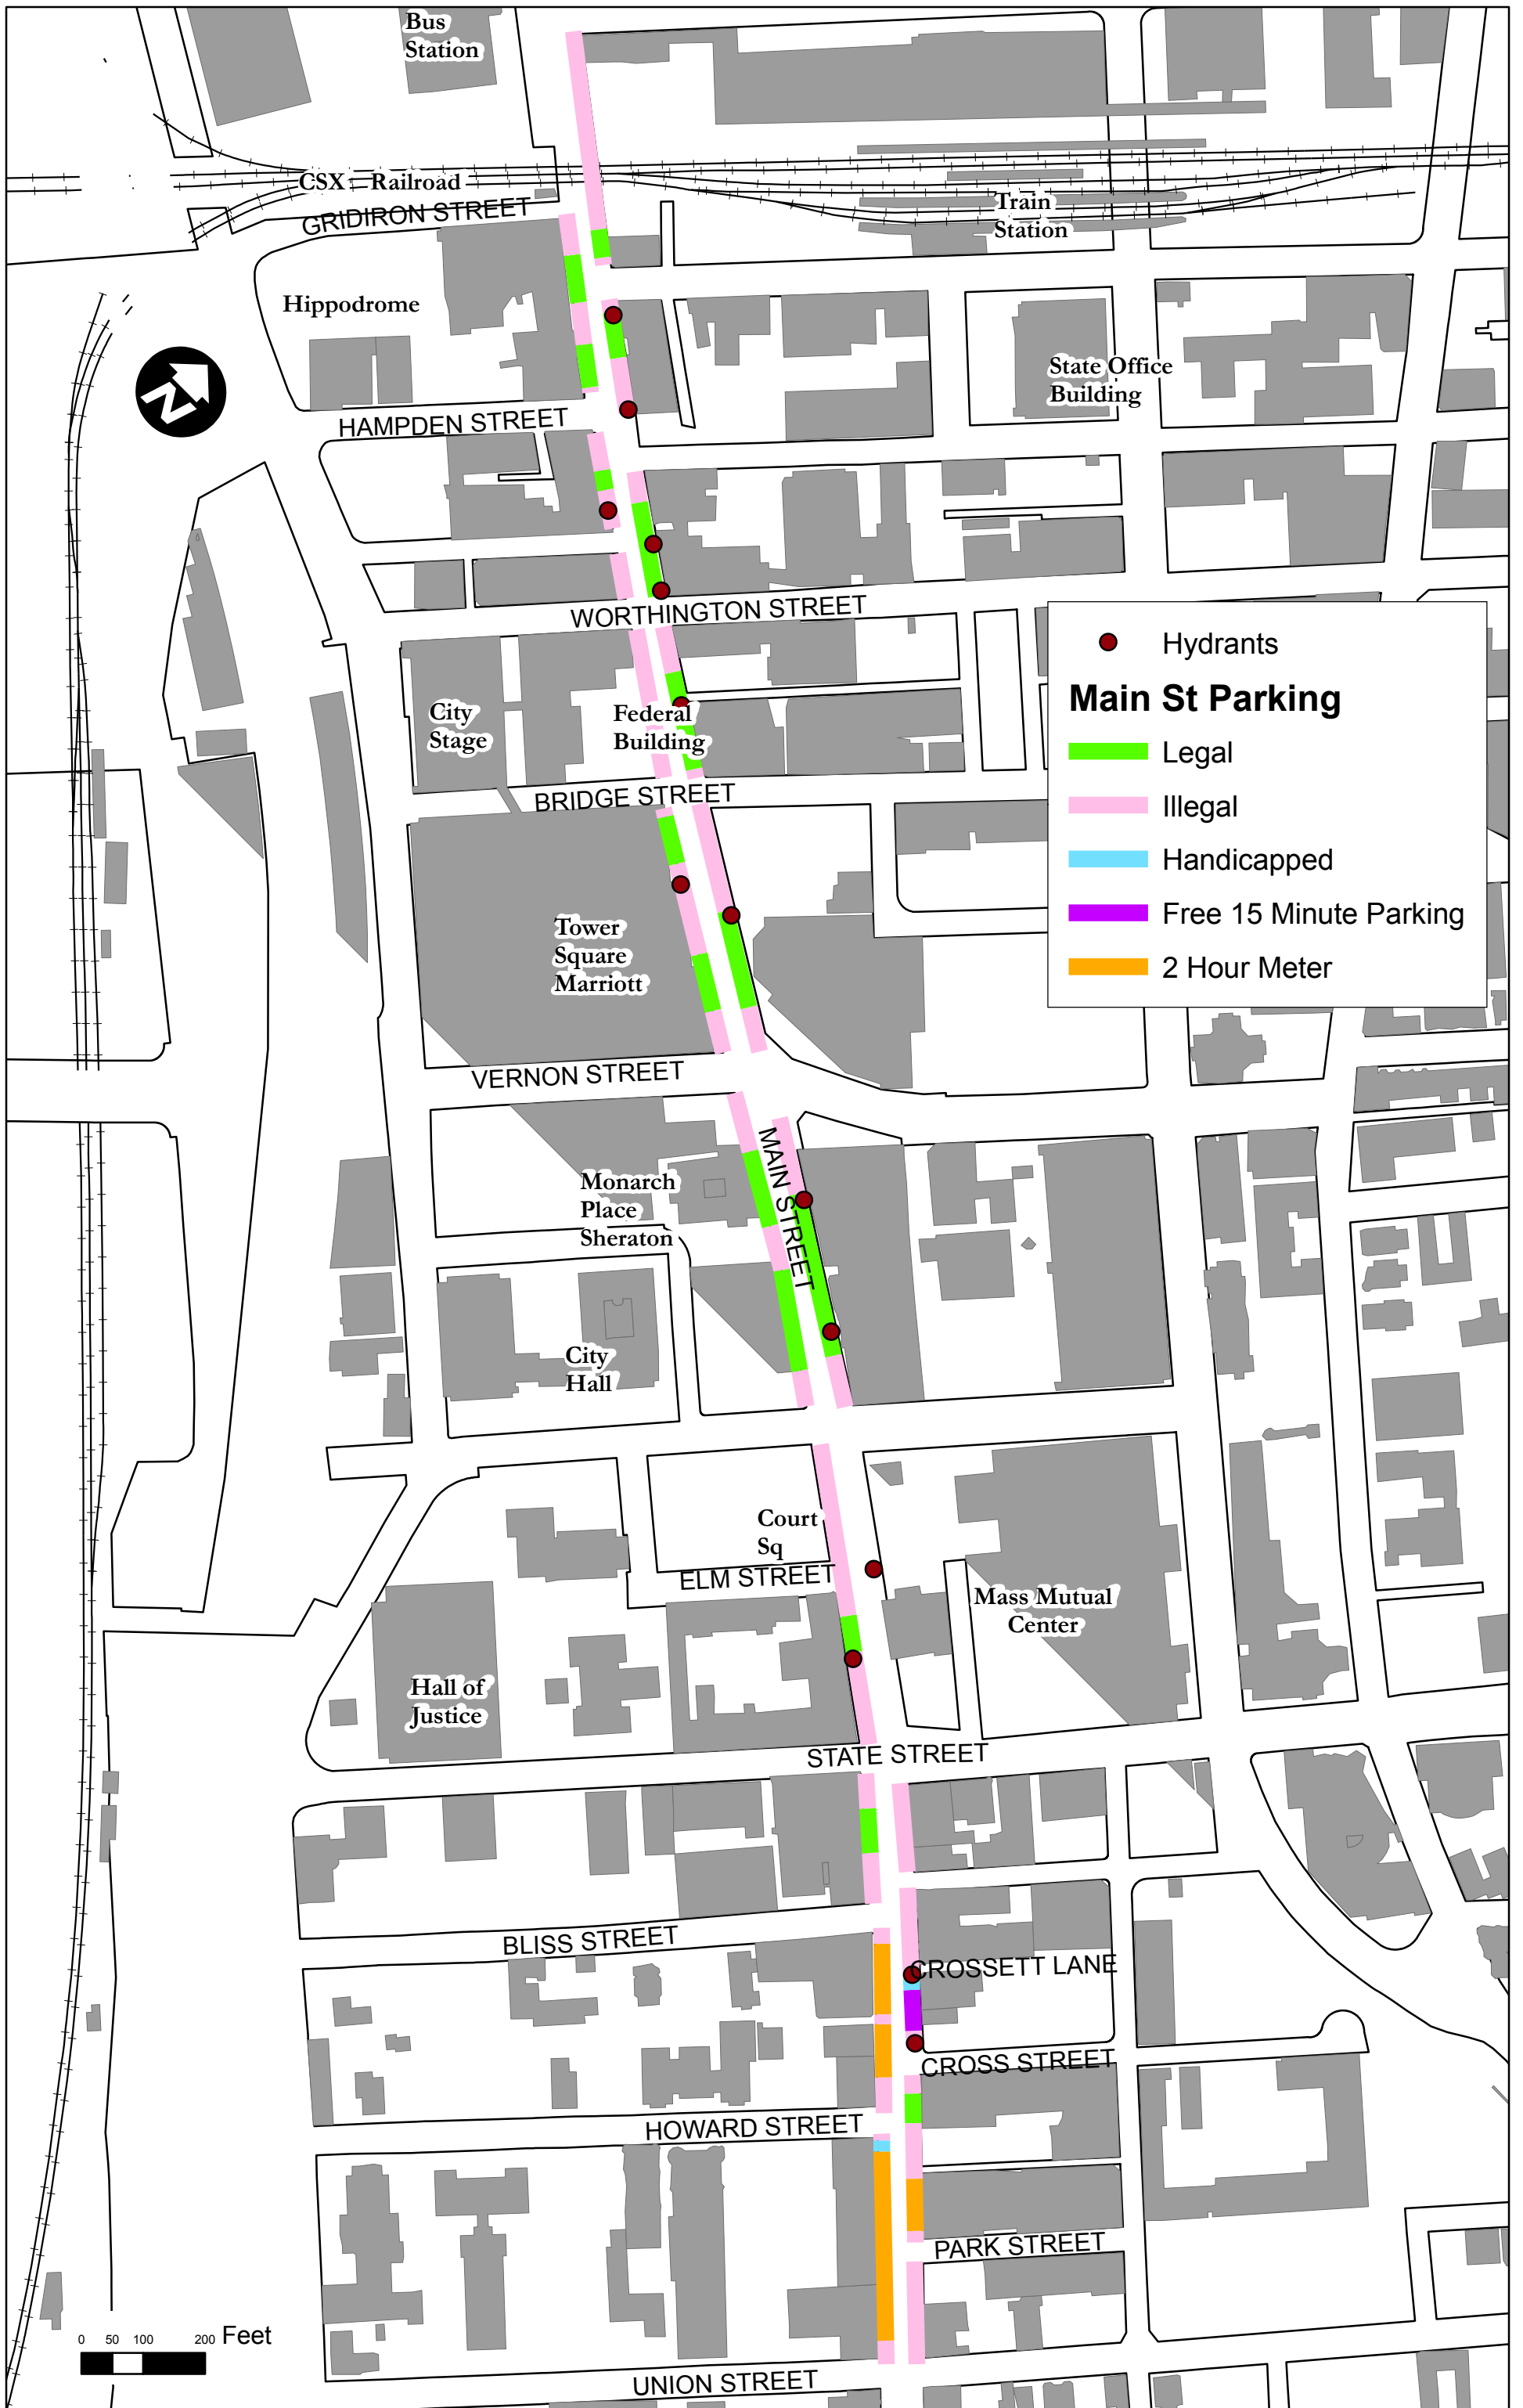 Bus
Station
CSX - Railroad
GRIDIRON STREET
Train
Station
Hippodrome
State Office
Building
N
HAMPDEN STREET
WORTHINGTON STREET
Hydrants
Main St Parking
Legal
Illegal
Handicapped
Free 15 Minute Parking
2 Hour Meter
City
Stage
Federal
Building
BRIDGE STREET
Tower
Square
Marriott
VERNON STREET
MAIN STREET
Monarch
Place
Sheraton
City
Hall
Court
Sq
ELM STREET
Mass Mutual
Center
Hall of
Justice
STATE STREET
BLISS STREET
CROSSETT LANE
CROSS STREET
HOWARD STREET
PARK STREET
0 50 100 200 Feet
UNION STREET